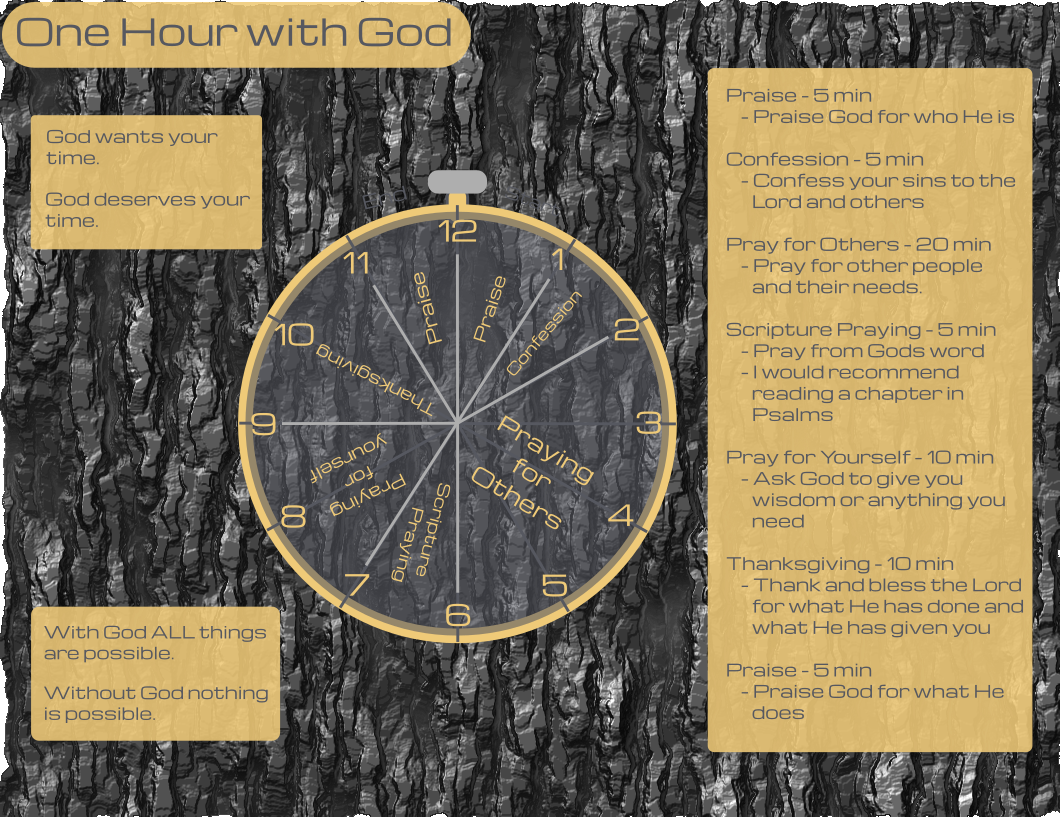 One Hour with God
God wants your
time.
God deserves your
time.
12
11
1
Praise
Praise
Confession
10
2
Thanksgiving
9
3
Praying
for
Others
Praying
for
yourself
Scripture
Praying
8
4
7
5
6
With God ALL things
are possible.
Without God nothing
is possible.
Praise - 5 min
- Praise God for who He is
Confession - 5 min
- Confess your sins to the
Lord and others
Pray for Others - 20 min
- Pray for other people
and their needs.
Scripture Praying - 5 min
- Pray from Gods word
- I would recommend
reading a chapter in
Psalms
Pray for Yourself - 10 min
- Ask God to give you
wisdom or anything you
need
Thanksgiving - 10 min
- Thank and bless the Lord
for what He has done and
what He has given you
Praise - 5 min
- Praise God for what He
does